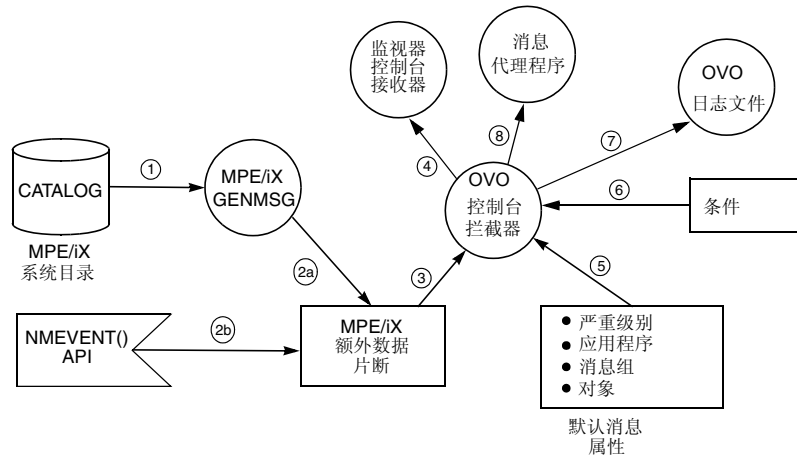 监视器
控制台
接收器
消息
代理程序
OVO
日志文件
④
⑧
⑦
CATALOG
①
MPE/iX
GENMSG
MPE/iX
系统目录
OVO
控制台
拦截器
⑥
条件
2a
③
⑤
NMEVENT()
API
2b
MPE/iX
额外数据
片断
● 严重级别
● 应用程序
● 消息组
● 对象
默认消息
属性